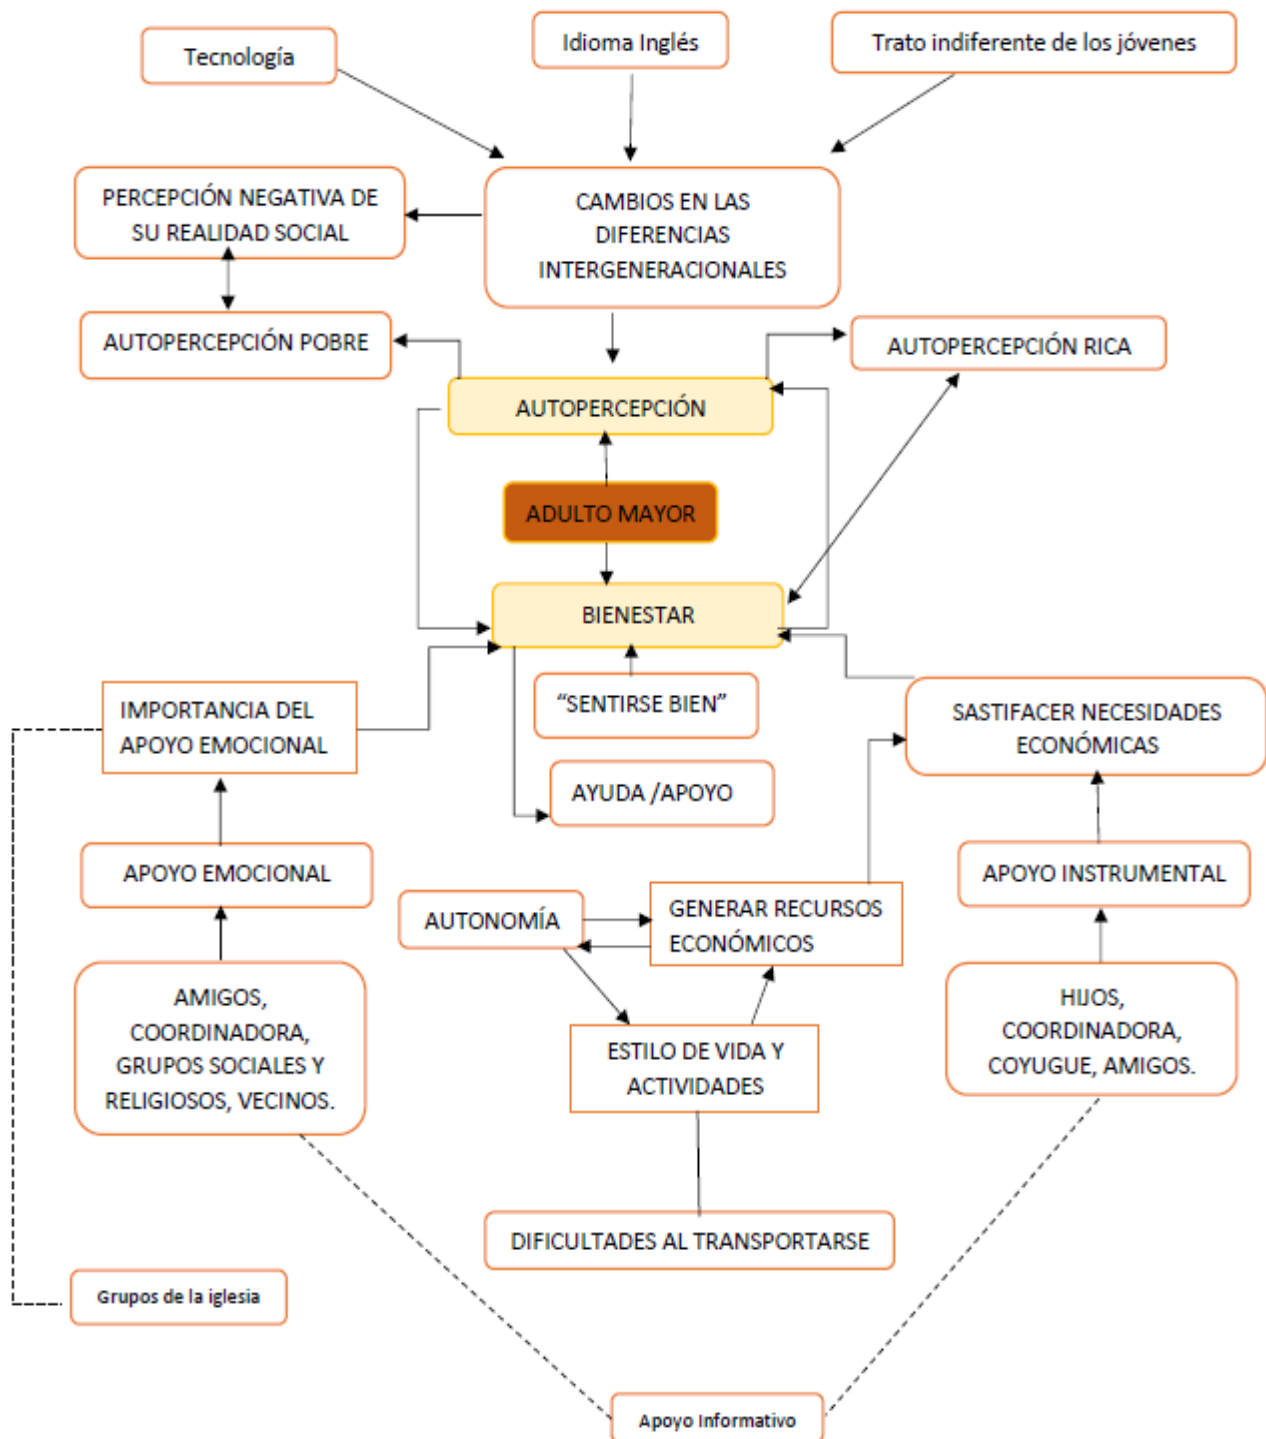 Tecnología
Idioma Inglés
Trato indiferente de los jóvenes
PERCEPCIÓN NEGATIVA DE
SU REALIDAD SOCIAL
CAMBIOS EN LAS
DIFERENCIAS
INTERGENERACIONALES
AUTOPERCEPCIÓN POBRE
AUTOPERCEPCIÓN RICA
AUTOPERCEPCIÓN
ADULTO MAYOR
BIENESTAR
"SENTIRSE BIEN"
IMPORTANCIA DEL
APOYO EMOCIONAL
SASTIFACER NECESIDADES
ECONÓMICAS
AYUDA /APOYO
APOYO EMOCIONAL
APOYO INSTRUMENTAL
AUTONOMÍA
GENERAR RECURSOS
ECONÓMICOS
AMIGOS,
COORDINADORA,
GRUPOS SOCIALES Y
RELIGIOSOS, VECINOS.
HIJOS,
COORDINADORA,
COYUGUE, AMIGOS.
ESTILO DE VIDA Y
ACTIVIDADES
DIFICULTADES AL TRANSPORTARSE
Grupos de la iglesia
Apoyo Informativo